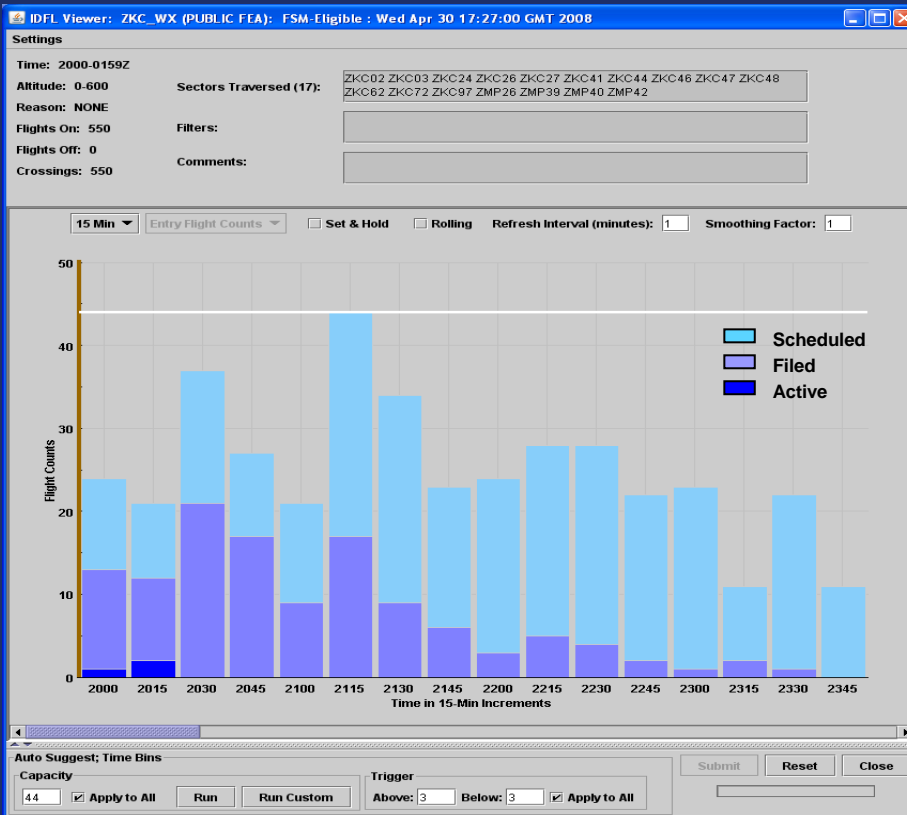 IDFL Viewer: ZKC_WX (PUBLIC FEA): FSM-Eligible : Wed Apr 30 17:27:00 GMT 2008
Settings
Time: 2000-0159Z
Altitude: 0-600
Reason: NONE
Flights On: 550
Flights Off: 0
Crossings: 550
Sectors Traversed (17):
ZKC02 ZKC03 ZKC24 ZKC26 ZKC27 ZKC41 ZKC44 ZKC46 ZKC47 ZKC48
ZKC62 ZKC72 ZKC97 ZMP26 ZMP39 ZMP40 ZMP42
Filters:
Comments:
15 Min Entry Flight Counts Set & Hold Rolling Refresh Interval (minutes): 1 Smoothing Factor: 1
50
40
30
20
10
0
Flight Counts
Scheduled
Filed
Active
2000 2015 2030 2045 2100 2115 2130 2145 2200 2215 2230 2245 2300 2315 2330 2345
Time in 15-Min Increments
Auto Suggest; Time Bins
Capacity
44 Apply to All Run Run Custom
Trigger
Above: 3 Below: 3 Apply to All
Submit Reset Close